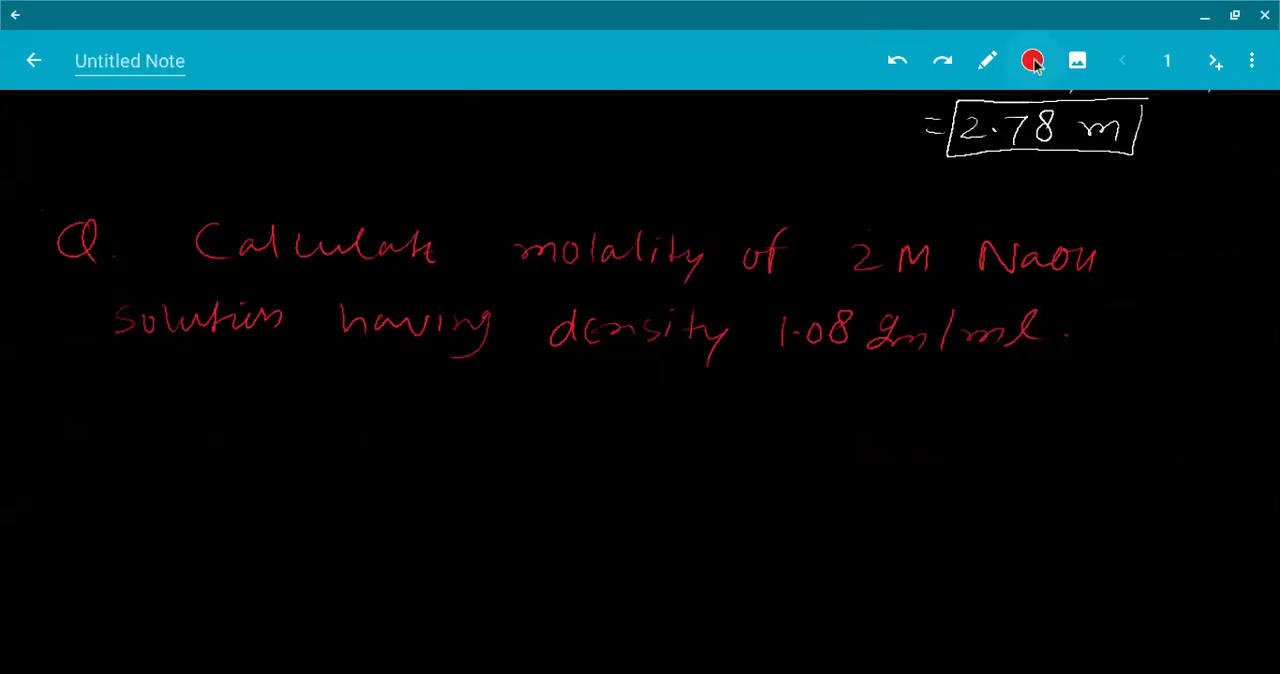 Untitled Note
1
= 2.78 m
Q. Calculate molality of 2M NaOH
solution having density 1.08 gm/ml.